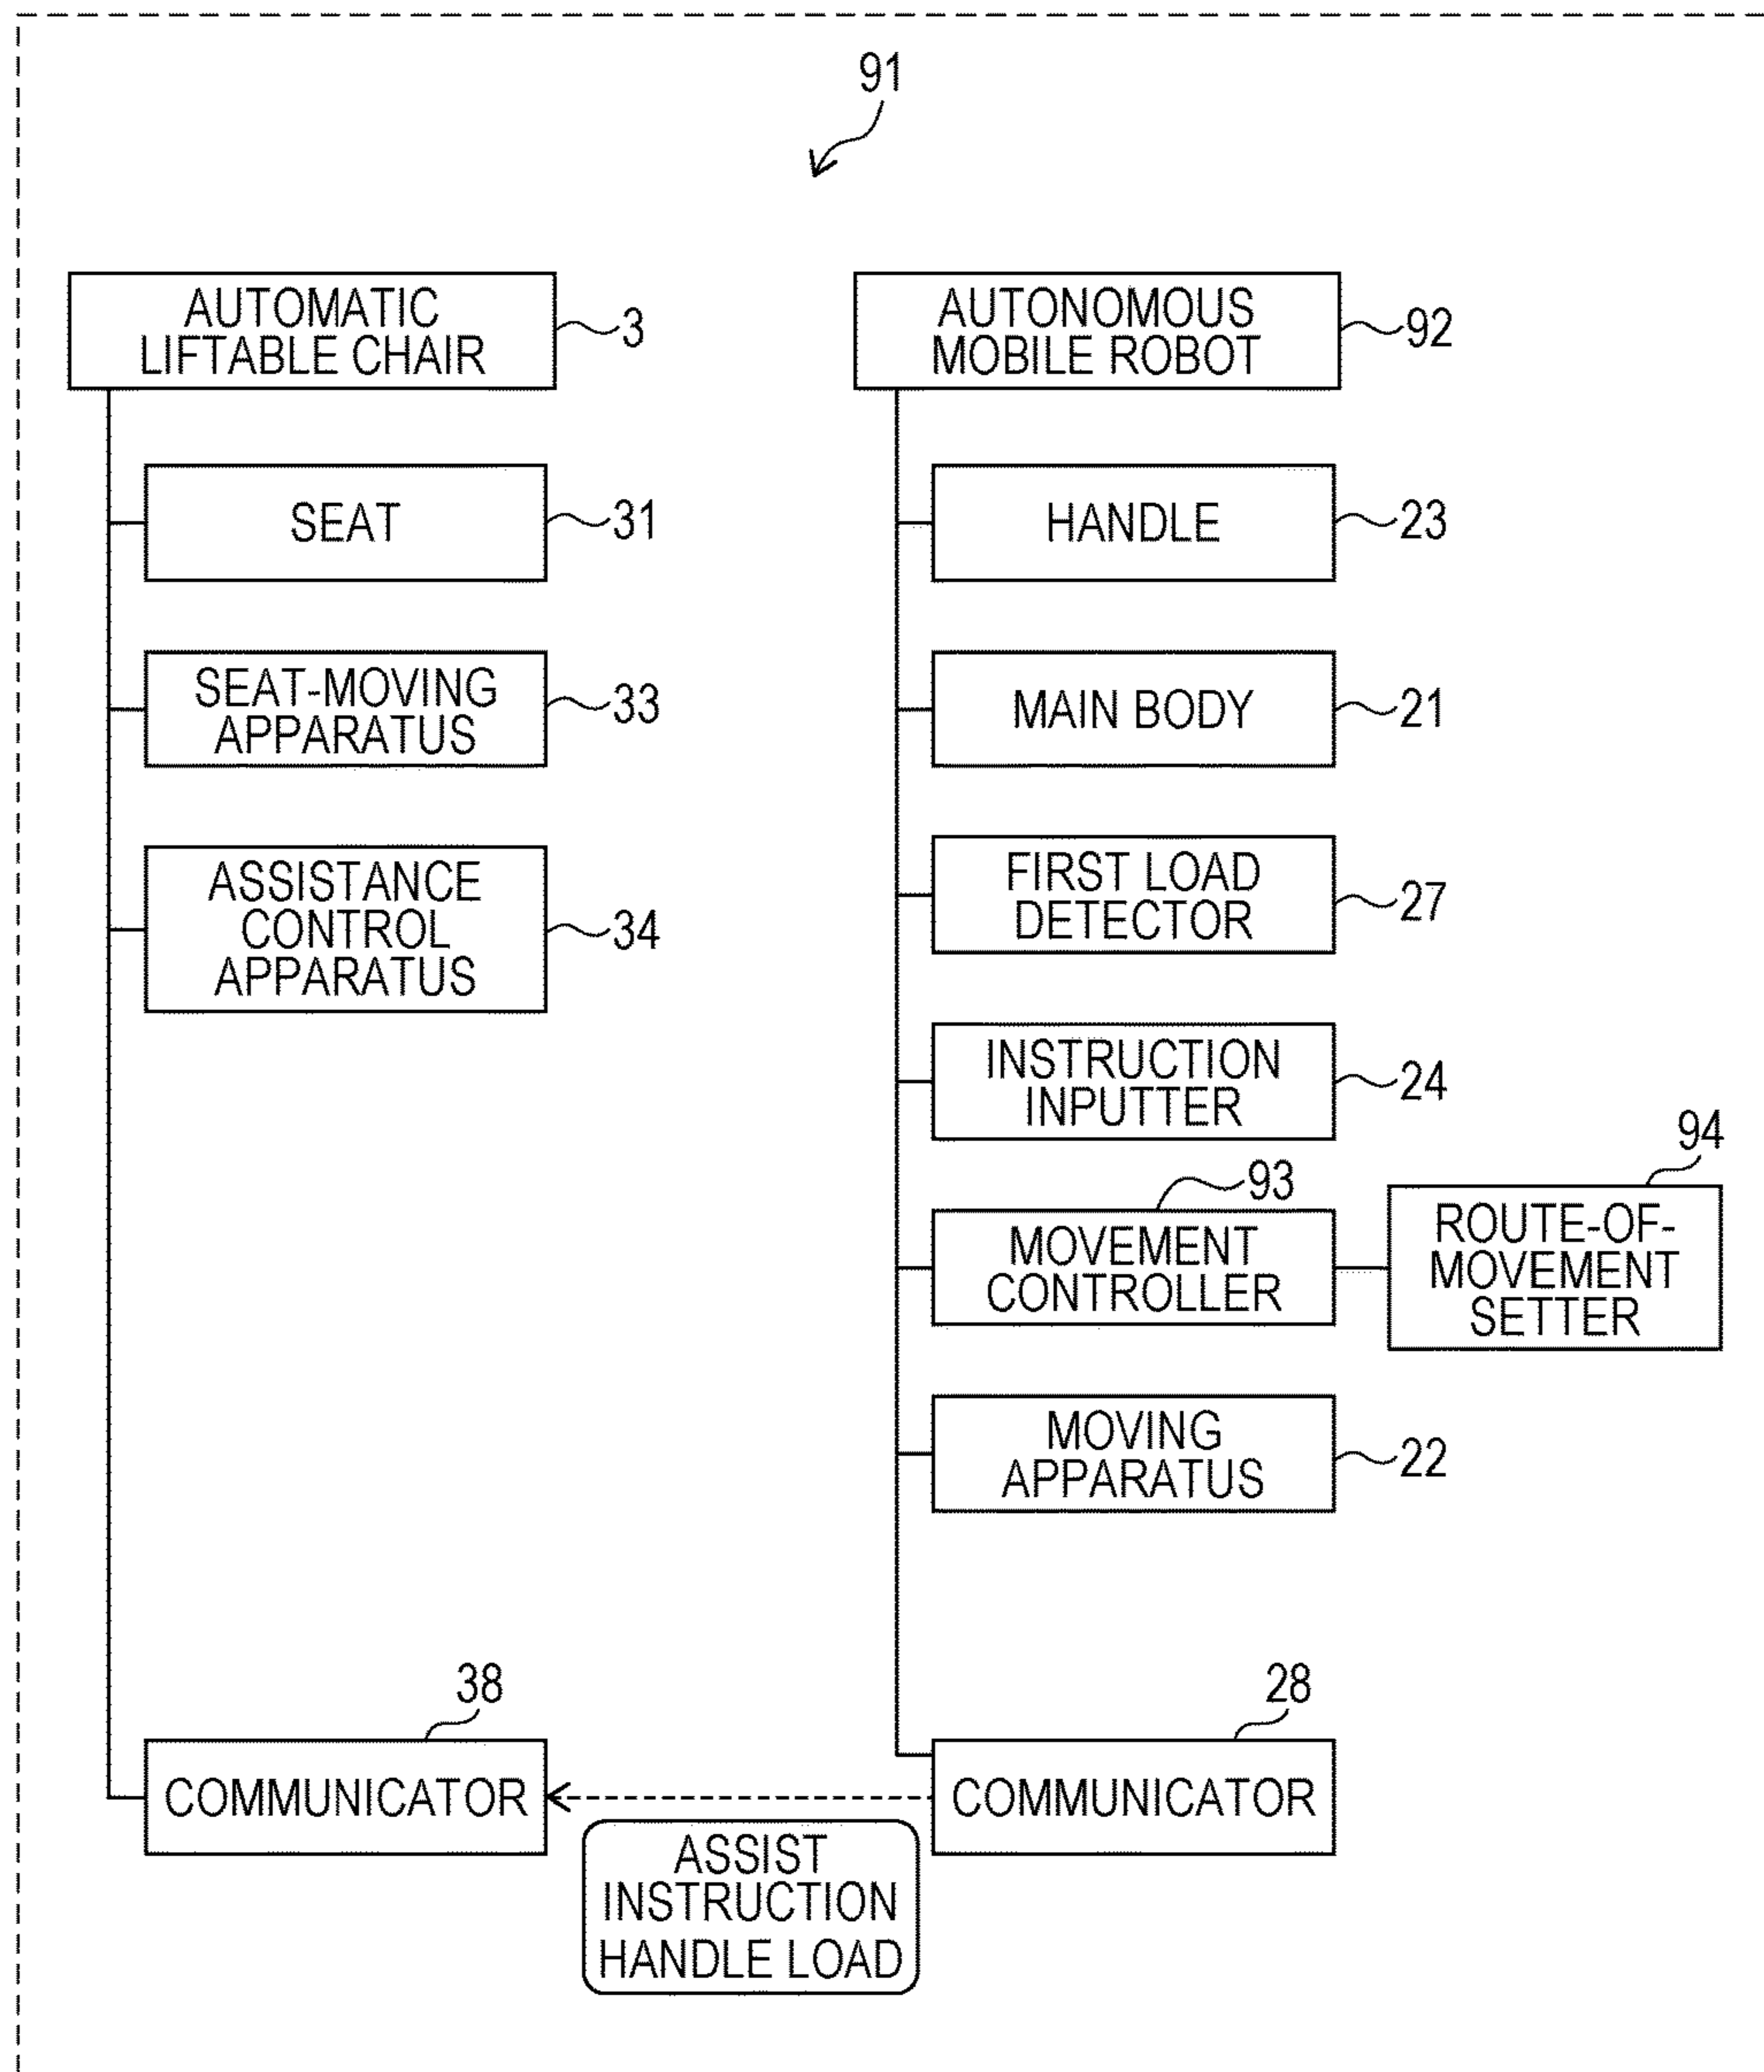 91
AUTOMATIC
LIFTABLE CHAIR
3
SEAT
31
SEAT-MOVING
APPARATUS
33
ASSISTANCE
CONTROL
APPARATUS
34
38
COMMUNICATOR
AUTONOMOUS
MOBILE ROBOT
92
HANDLE
23
MAIN BODY
21
FIRST LOAD
DETECTOR
27
INSTRUCTION
INPUTTER
24
93
MOVEMENT
CONTROLLER
94
ROUTE-OF-
MOVEMENT
SETTER
MOVING
APPARATUS
22
28
COMMUNICATOR
ASSIST
INSTRUCTION
HANDLE LOAD